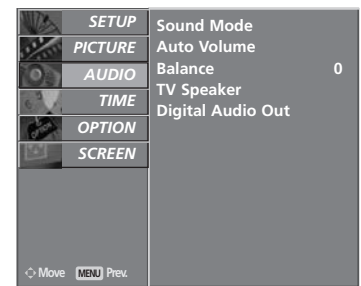 SETUP
PICTURE
AUDIO
TIME
OPTION
SCREEN
Move MENU Prev.
Sound Mode
Auto Volume
Balance 0
TV Speaker
Digital Audio Out